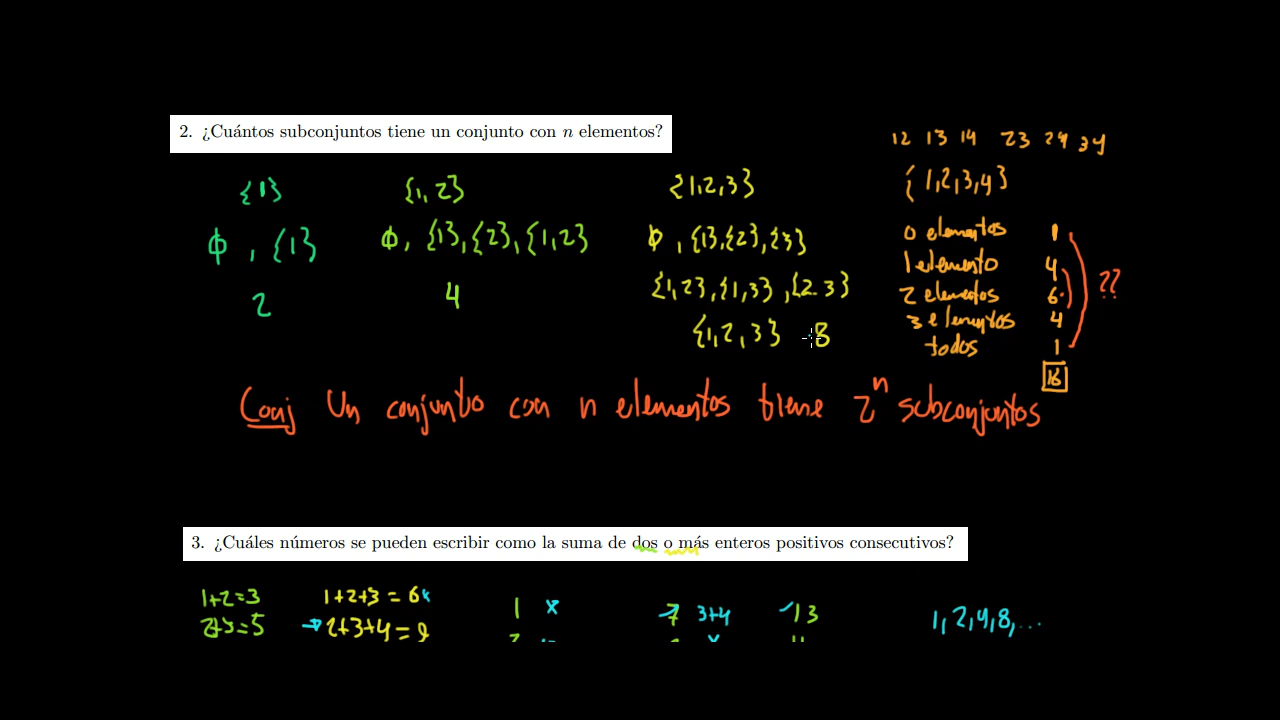 2. ¿Cuántos subconjuntos tiene un conjunto con n elementos?
12 13 14 23 24 34
{1} {1, 2} {1,2,3} { 1,2,3,4}
ϕ , {1} ϕ, {1},{2},{1,2} ϕ ,{1},{2},{3} 0 elementos 1
1 elemento 4
2 {1,2},{1,3},{2 3} 2 elementos 6 ??
4 3 elementos 4
{1,2,3} 8 todos 1
16
Conj Un conjunto con n elementos tiene 2^n subconjuntos
3. ¿Cuáles números se pueden escribir como la suma de dos o más enteros positivos consecutivos?
1+2=3 1+2+3 = 6x 1 x 7 3+4 13 1,2,4,8,...
2+3=5 →2+3+4=9